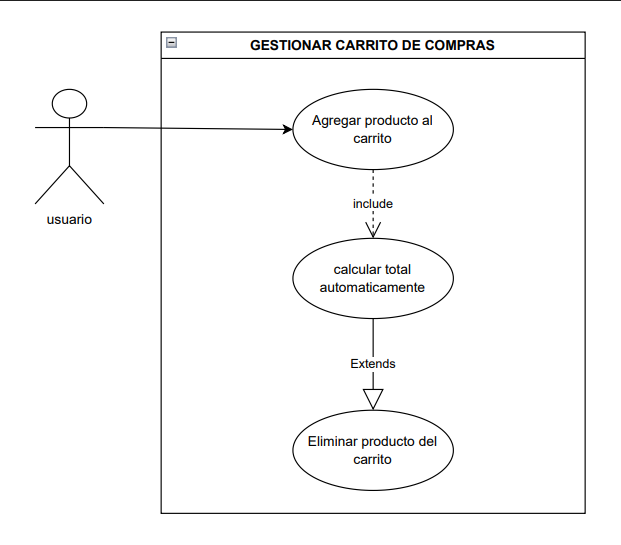 GESTIONAR CARRITO DE COMPRAS
Agregar producto al
carrito
usuario
include
calcular total
automaticamente
Extends
Eliminar producto del
carrito